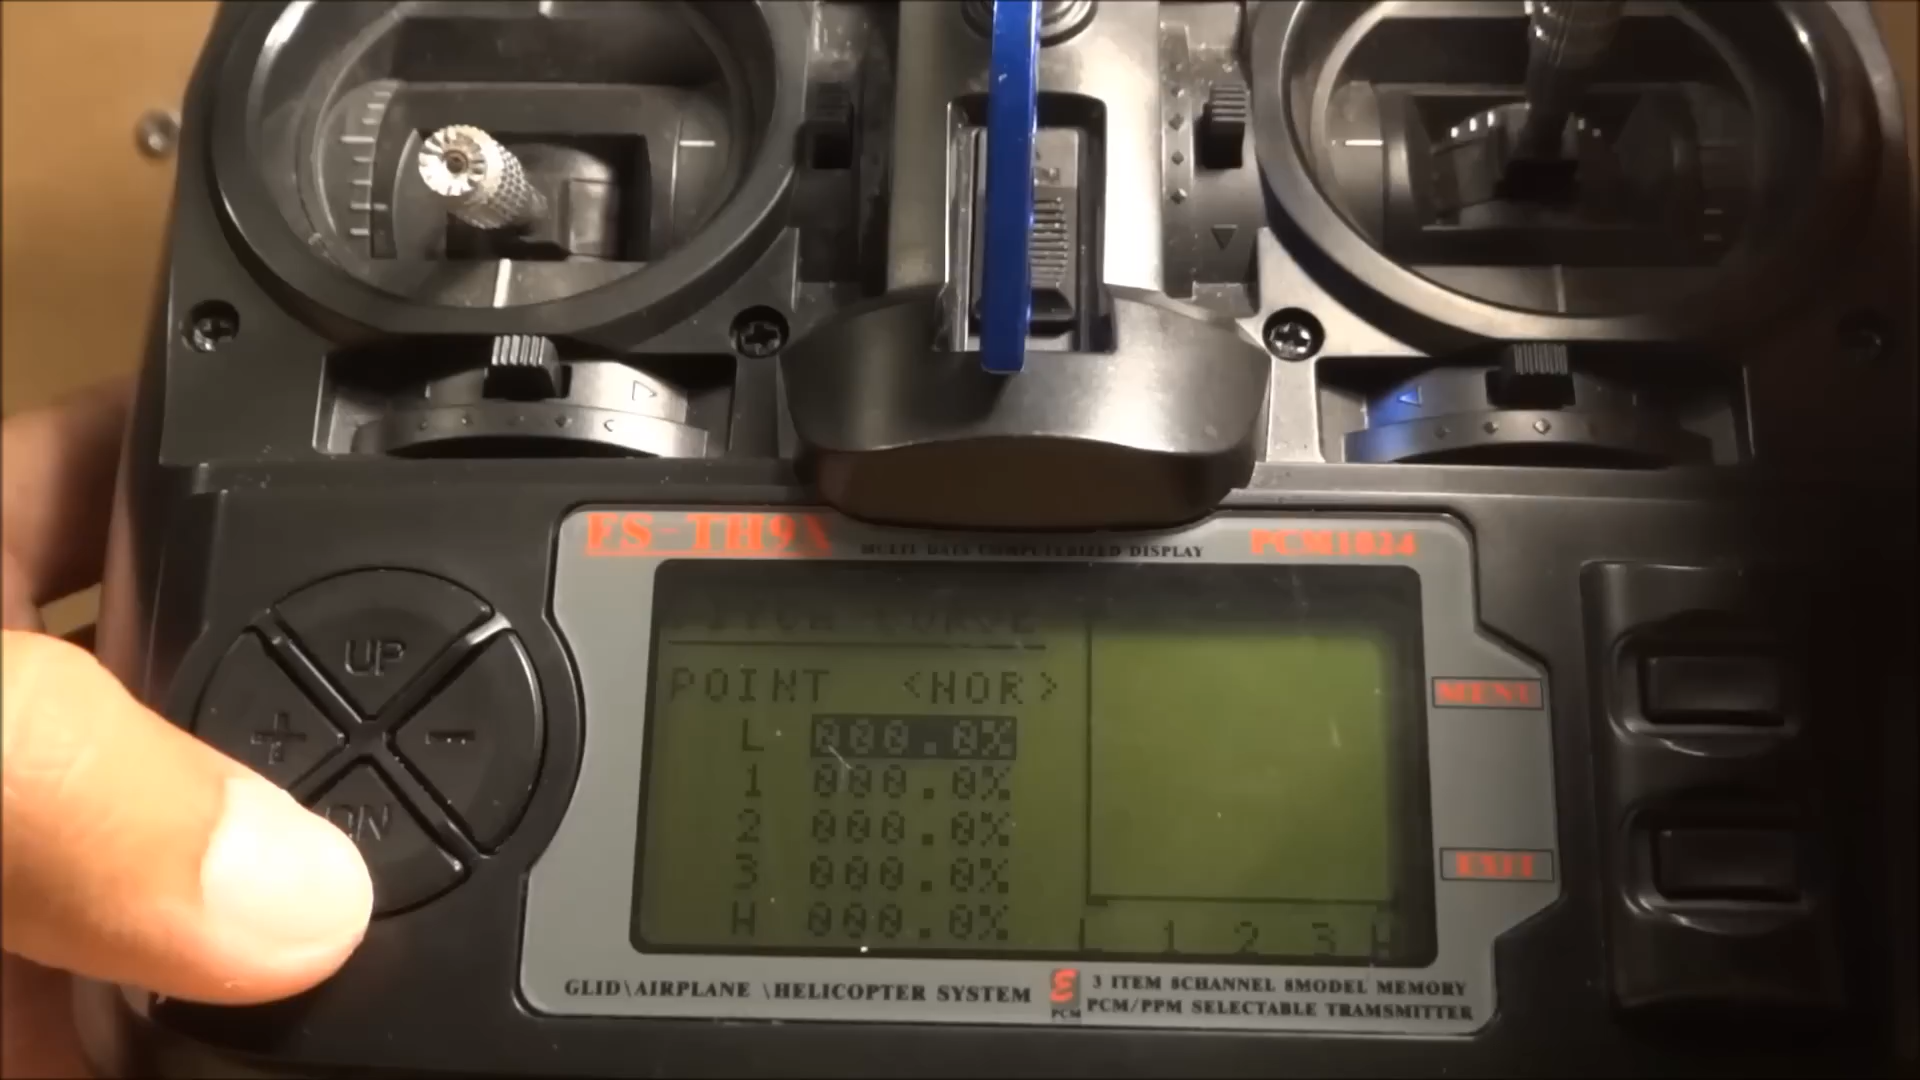 FS-TH9X
MULTI DATA COMPUTERIZED DISPLAY
PCM1024
UP
+
-
DN
PITCH CURVE
POINT <NOR>
L 000.0%
1 000.0%
2 000.0%
3 000.0%
H 000.0%
L 1 2 3 H
MENU
EXIT
GLID\AIRPLANE \HELICOPTER SYSTEM
PCM
3 ITEM 8CHANNEL 8MODEL MEMORY
PCM/PPM SELECTABLE TRAMSMITTER